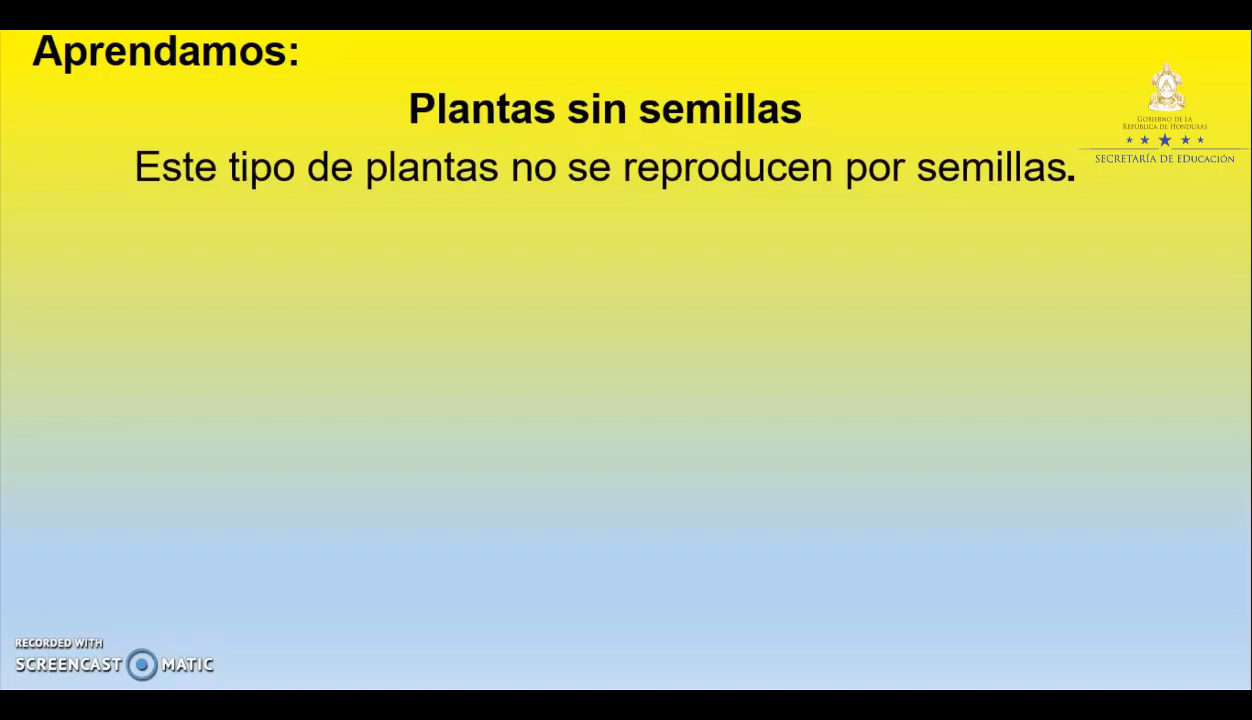 Aprendamos:
Plantas sin semillas
Este tipo de plantas no se reproducen por semillas.
GOBIERNO DE LA
REPÚBLICA DE HONDURAS
SECRETARÍA DE EDUCACIÓN
RECORDED WITH
SCREENCAST MATIC